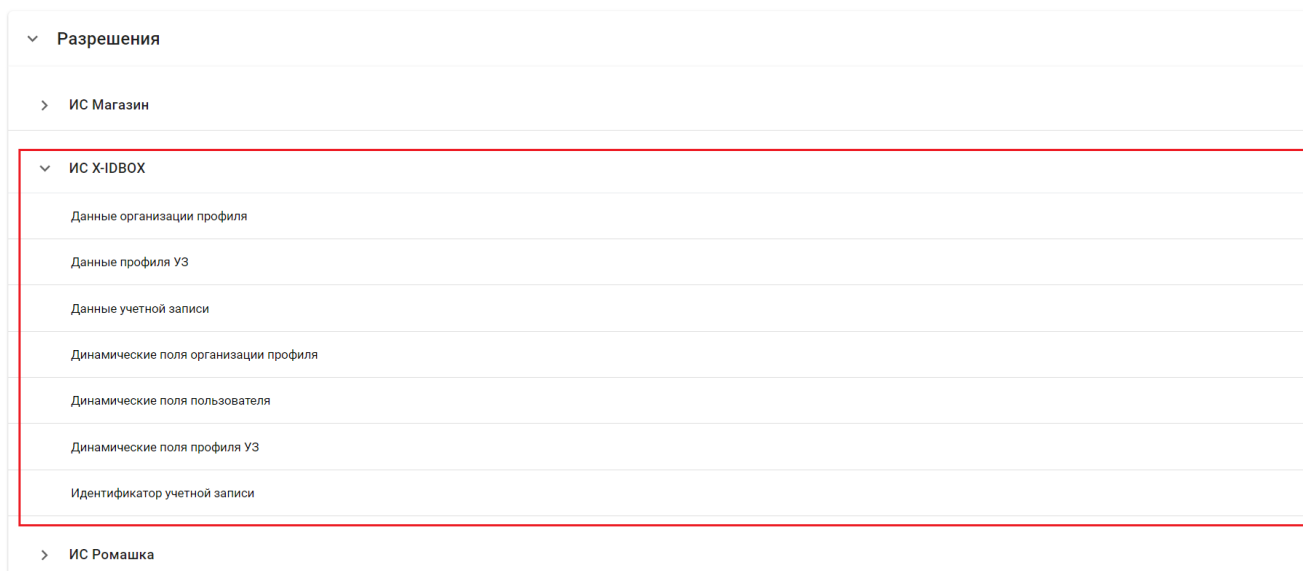 Разрешения
ИС Магазин
ИС X-IDBOX
Данные организации профиля
Данные профиля УЗ
Данные учетной записи
Динамические поля организации профиля
Динамические поля пользователя
Динамические поля профиля УЗ
Идентификатор учетной записи
ИС Ромашка